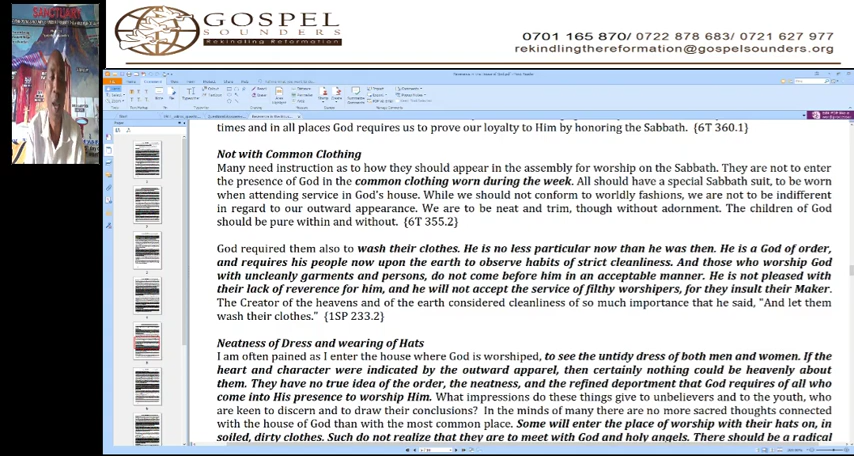 SANCTUARY
GOSPEL
SOUNDERS
Rekindling Reformation
0701 165 870/ 0722 878 683/ 0721 627 977
rekindlingthereformation@gospelsounders.org
times and in all places God requires us to prove our loyalty to Him by honoring the Sabbath. {6T 360.1}
Not with Common Clothing
Many need instruction as to how they should appear in the assembly for worship on the Sabbath. They are not to enter
the presence of God in the common clothing worn during the week. All should have a special Sabbath suit, to be worn
when attending service in God's house. While we should not conform to worldly fashions, we are not to be indifferent
in regard to our outward appearance. We are to be neat and trim, though without adornment. The children of God
should be pure within and without. {6T 355.2}
God required them also to wash their clothes. He is no less particular now than he was then. He is a God of order,
and requires his people now upon the earth to observe habits of strict cleanliness. And those who worship God
with uncleanly garments and persons, do not come before him in an acceptable manner. He is not pleased with
their lack of reverence for him, and he will not accept the service of filthy worshipers, for they insult their Maker.
The Creator of the heavens and of the earth considered cleanliness of so much importance that he said, "And let them
wash their clothes." {1SP 233.2}
Neatness of Dress and wearing of Hats
I am often pained as I enter the house where God is worshiped, to see the untidy dress of both men and women. If the
heart and character were indicated by the outward apparel, then certainly nothing could be heavenly about
them. They have no true idea of the order, the neatness, and the refined deportment that God requires of all who
come into His presence to worship Him. What impressions do these things give to unbelievers and to the youth, who
are keen to discern and to draw their conclusions? In the minds of many there are no more sacred thoughts connected
with the house of God than with the most common place. Some will enter the place of worship with their hats on, in
soiled, dirty clothes. Such do not realize that they are to meet with God and holy angels. There should be a radical